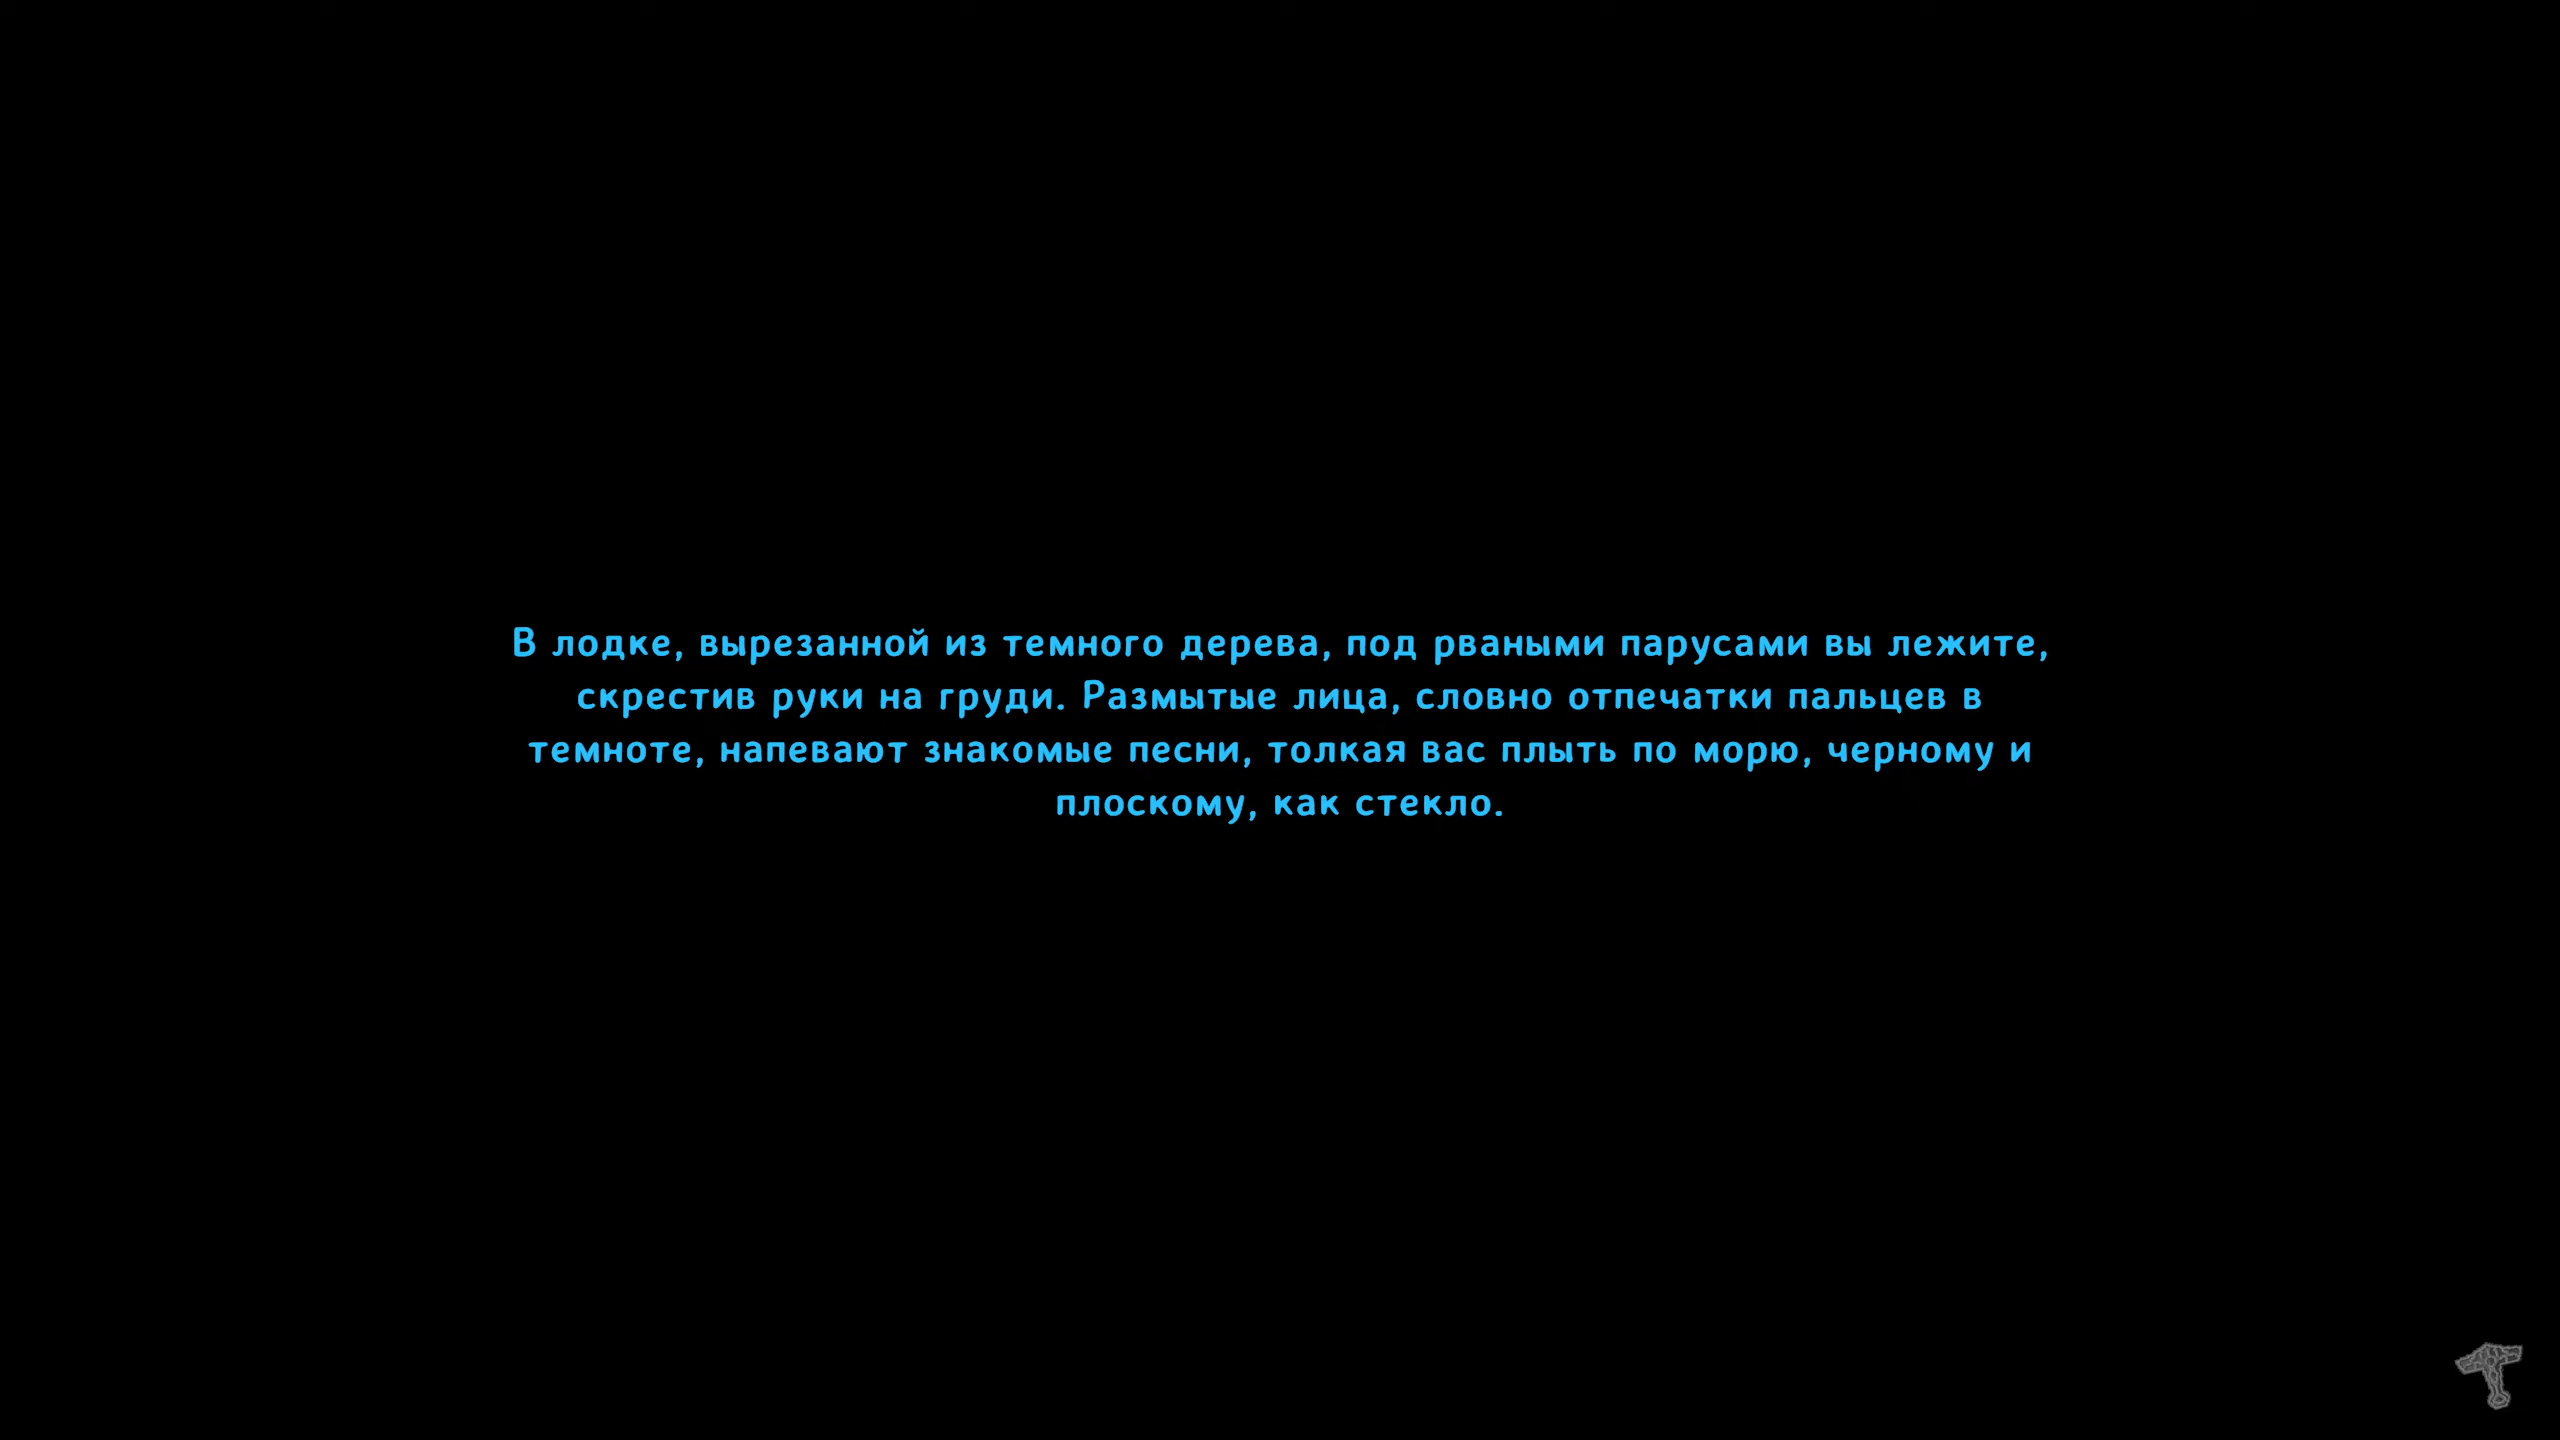 В лодке, вырезанной из темного дерева, под рваными парусами вы лежите,
скрестив руки на груди. Размытые лица, словно отпечатки пальцев в
темноте, напевают знакомые песни, толкая вас плыть по морю, черному и
плоскому, как стекло.